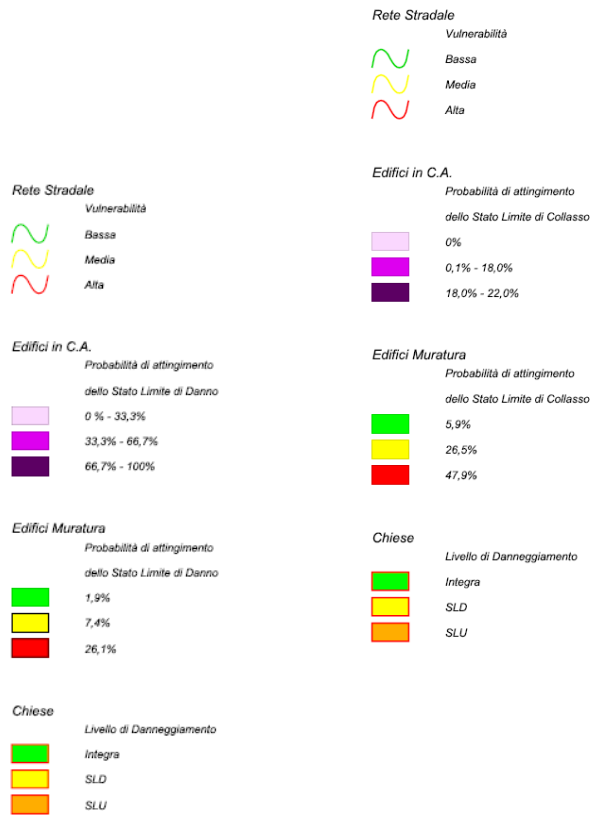 Rete Stradale
Vulnerabilità
Bassa
Media
Alta
Edifici in C.A.
Probabilità di attingimento
dello Stato Limite di Danno
0 % - 33,3%
33,3% - 66,7%
66,7% - 100%
Edifici Muratura
Probabilità di attingimento
dello Stato Limite di Danno
1,9%
7,4%
26,1%
Chiese
Livello di Danneggiamento
Integra
SLD
SLU
Rete Stradale
Vulnerabilità
Bassa
Media
Alta
Edifici in C.A.
Probabilità di attingimento
dello Stato Limite di Collasso
0%
0,1% - 18,0%
18,0% - 22,0%
Edifici Muratura
Probabilità di attingimento
dello Stato Limite di Collasso
5,9%
26,5%
47,9%
Chiese
Livello di Danneggiamento
Integra
SLD
SLU